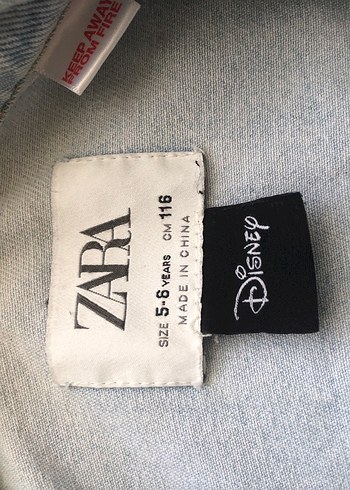 KEEP AWAY
FROM FIRE
ZARA
SIZE 5-6 YEARS CM 116
MADE IN CHINA
Disney